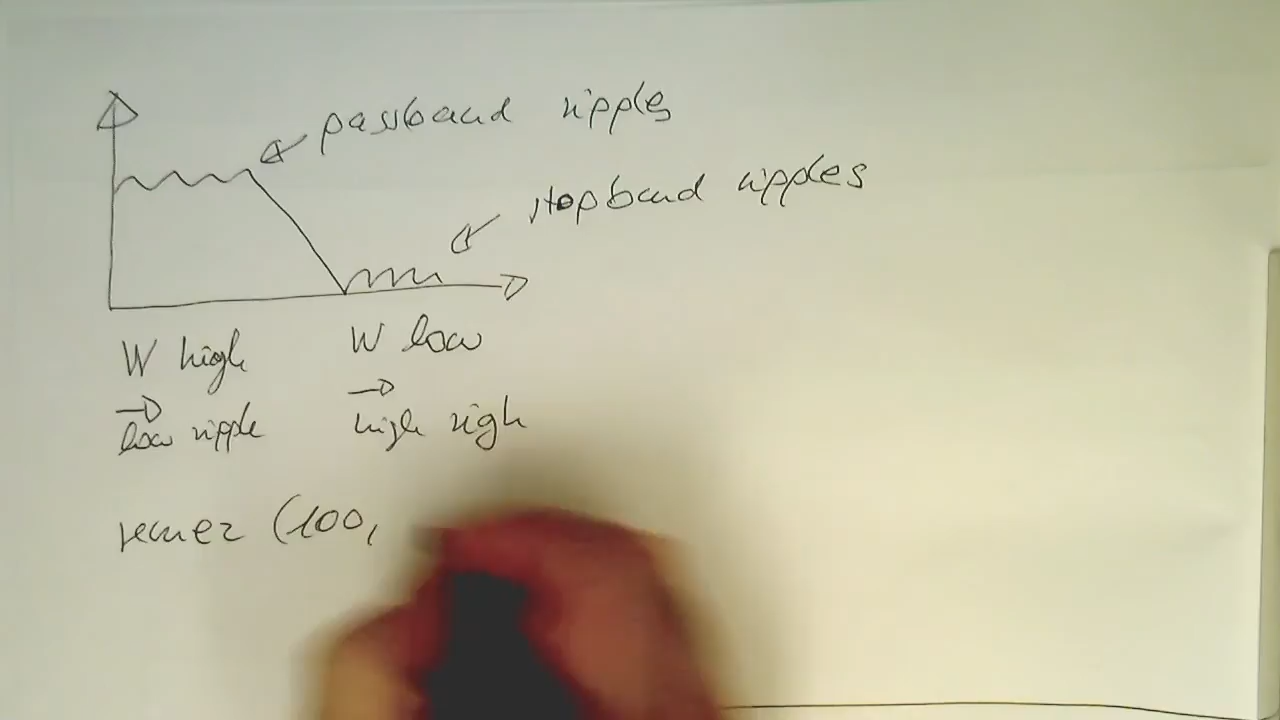 passband ripples
stopband ripples
W high
W low
low ripple
high righ
remez (100,